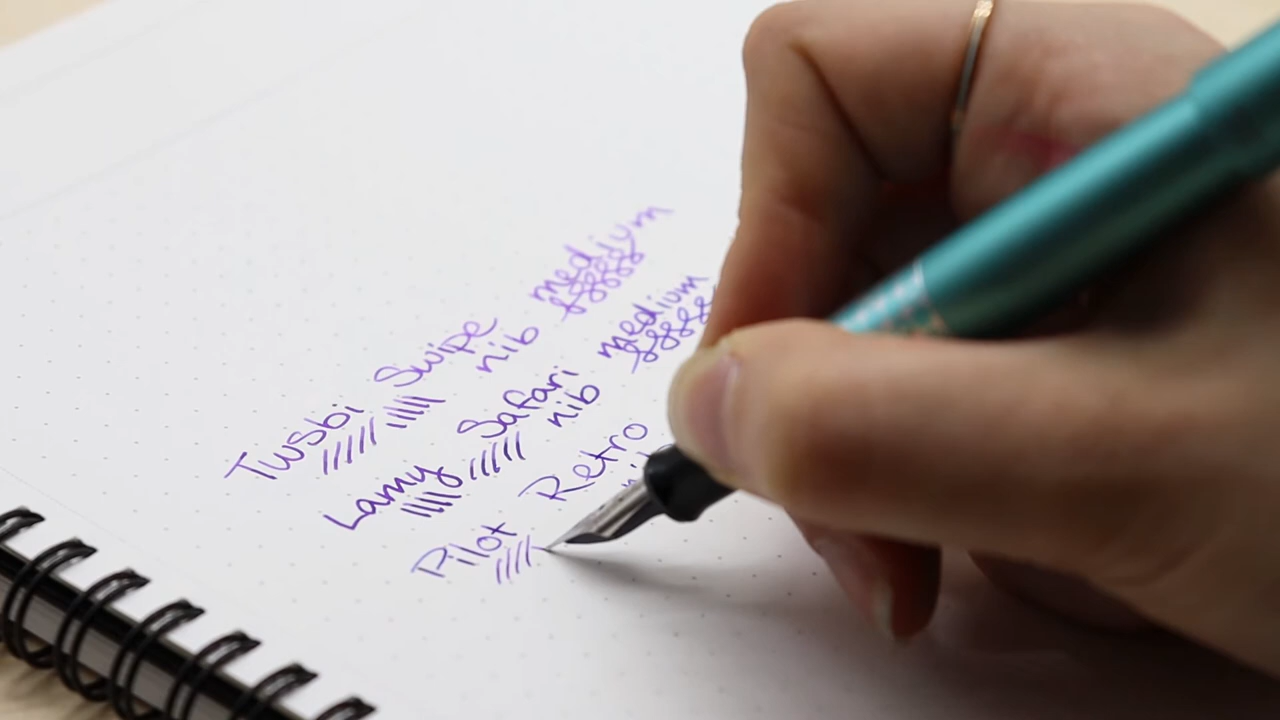 Twsbi Swipe medium
nib
Lamy Safari medium
nib
Pilot Retro